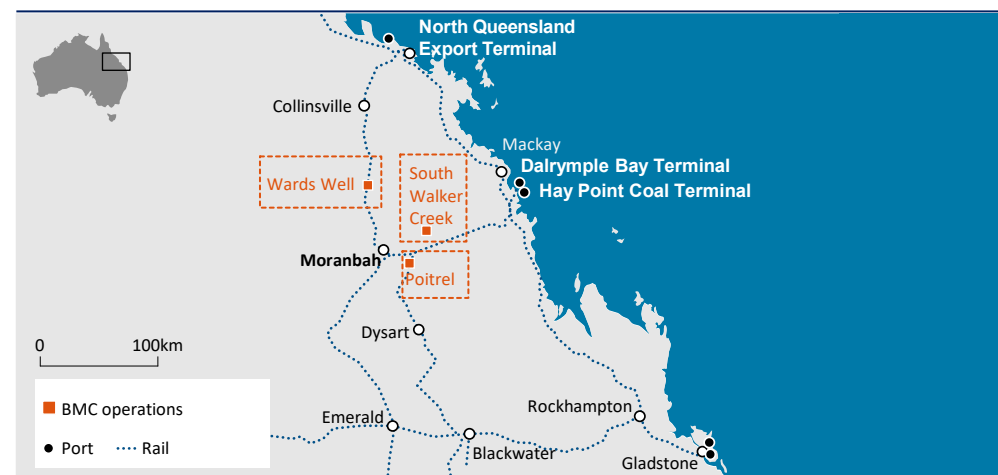 North Queensland
Export Terminal
Collinsville
Mackay
Dalrymple Bay Terminal
Hay Point Coal Terminal
Wards Well
South
Walker
Creek
Moranbah
Poitrel
Dysart
0
100km
BMC operations
Port
Rail
Emerald
Blackwater
Rockhampton
Gladstone